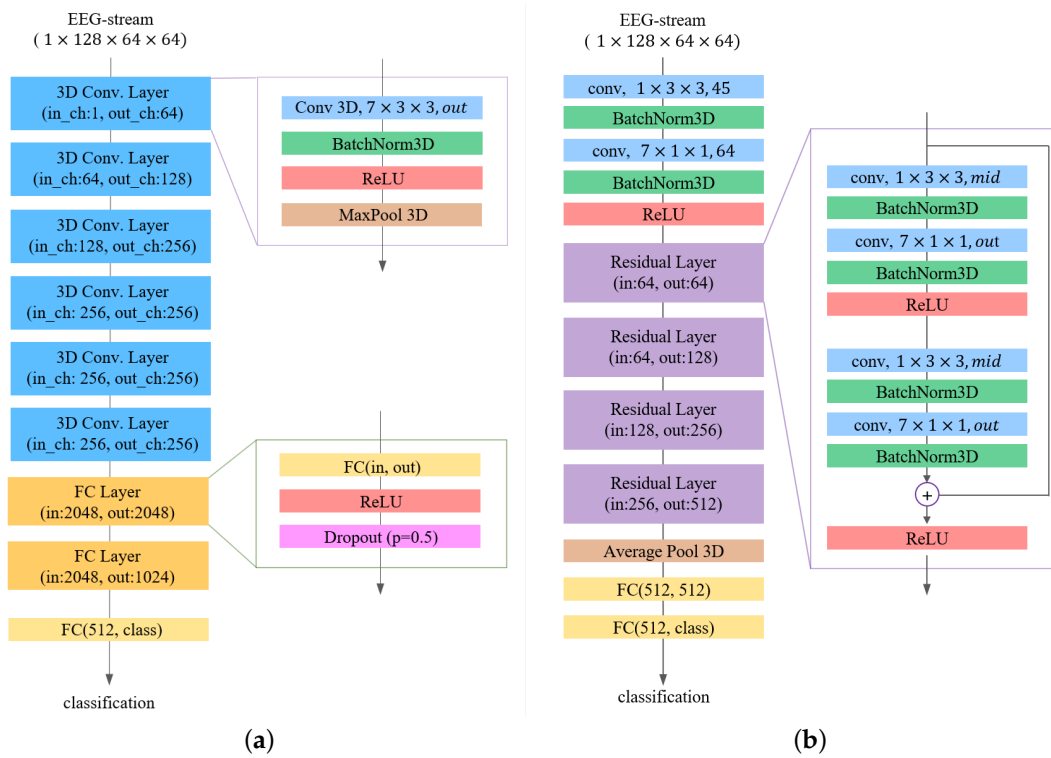 EEG-stream
( 1 × 128 × 64 × 64)
3D Conv. Layer
(in_ch:1, out_ch:64)
3D Conv. Layer
(in_ch:64, out_ch:128)
3D Conv. Layer
(in_ch:128, out_ch:256)
3D Conv. Layer
(in_ch: 256, out_ch:256)
3D Conv. Layer
(in_ch: 256, out_ch:256)
3D Conv. Layer
(in_ch: 256, out_ch:256)
FC Layer
(in:2048, out:2048)
FC Layer
(in:2048, out:1024)
FC(512, class)
classification
Conv 3D, 7 × 3 × 3, out
BatchNorm3D
ReLU
MaxPool 3D
FC(in, out)
ReLU
Dropout (p=0.5)
(a)
EEG-stream
( 1 × 128 × 64 × 64)
conv, 1 × 3 × 3, 45
BatchNorm3D
conv, 7 × 1 × 1, 64
BatchNorm3D
ReLU
Residual Layer
(in:64, out:64)
Residual Layer
(in:64, out:128)
Residual Layer
(in:128, out:256)
Residual Layer
(in:256, out:512)
Average Pool 3D
FC(512, 512)
FC(512, class)
classification
conv, 1 × 3 × 3, mid
BatchNorm3D
conv, 7 × 1 × 1, out
BatchNorm3D
ReLU
conv, 1 × 3 × 3, mid
BatchNorm3D
conv, 7 × 1 × 1, out
BatchNorm3D
+
ReLU
(b)